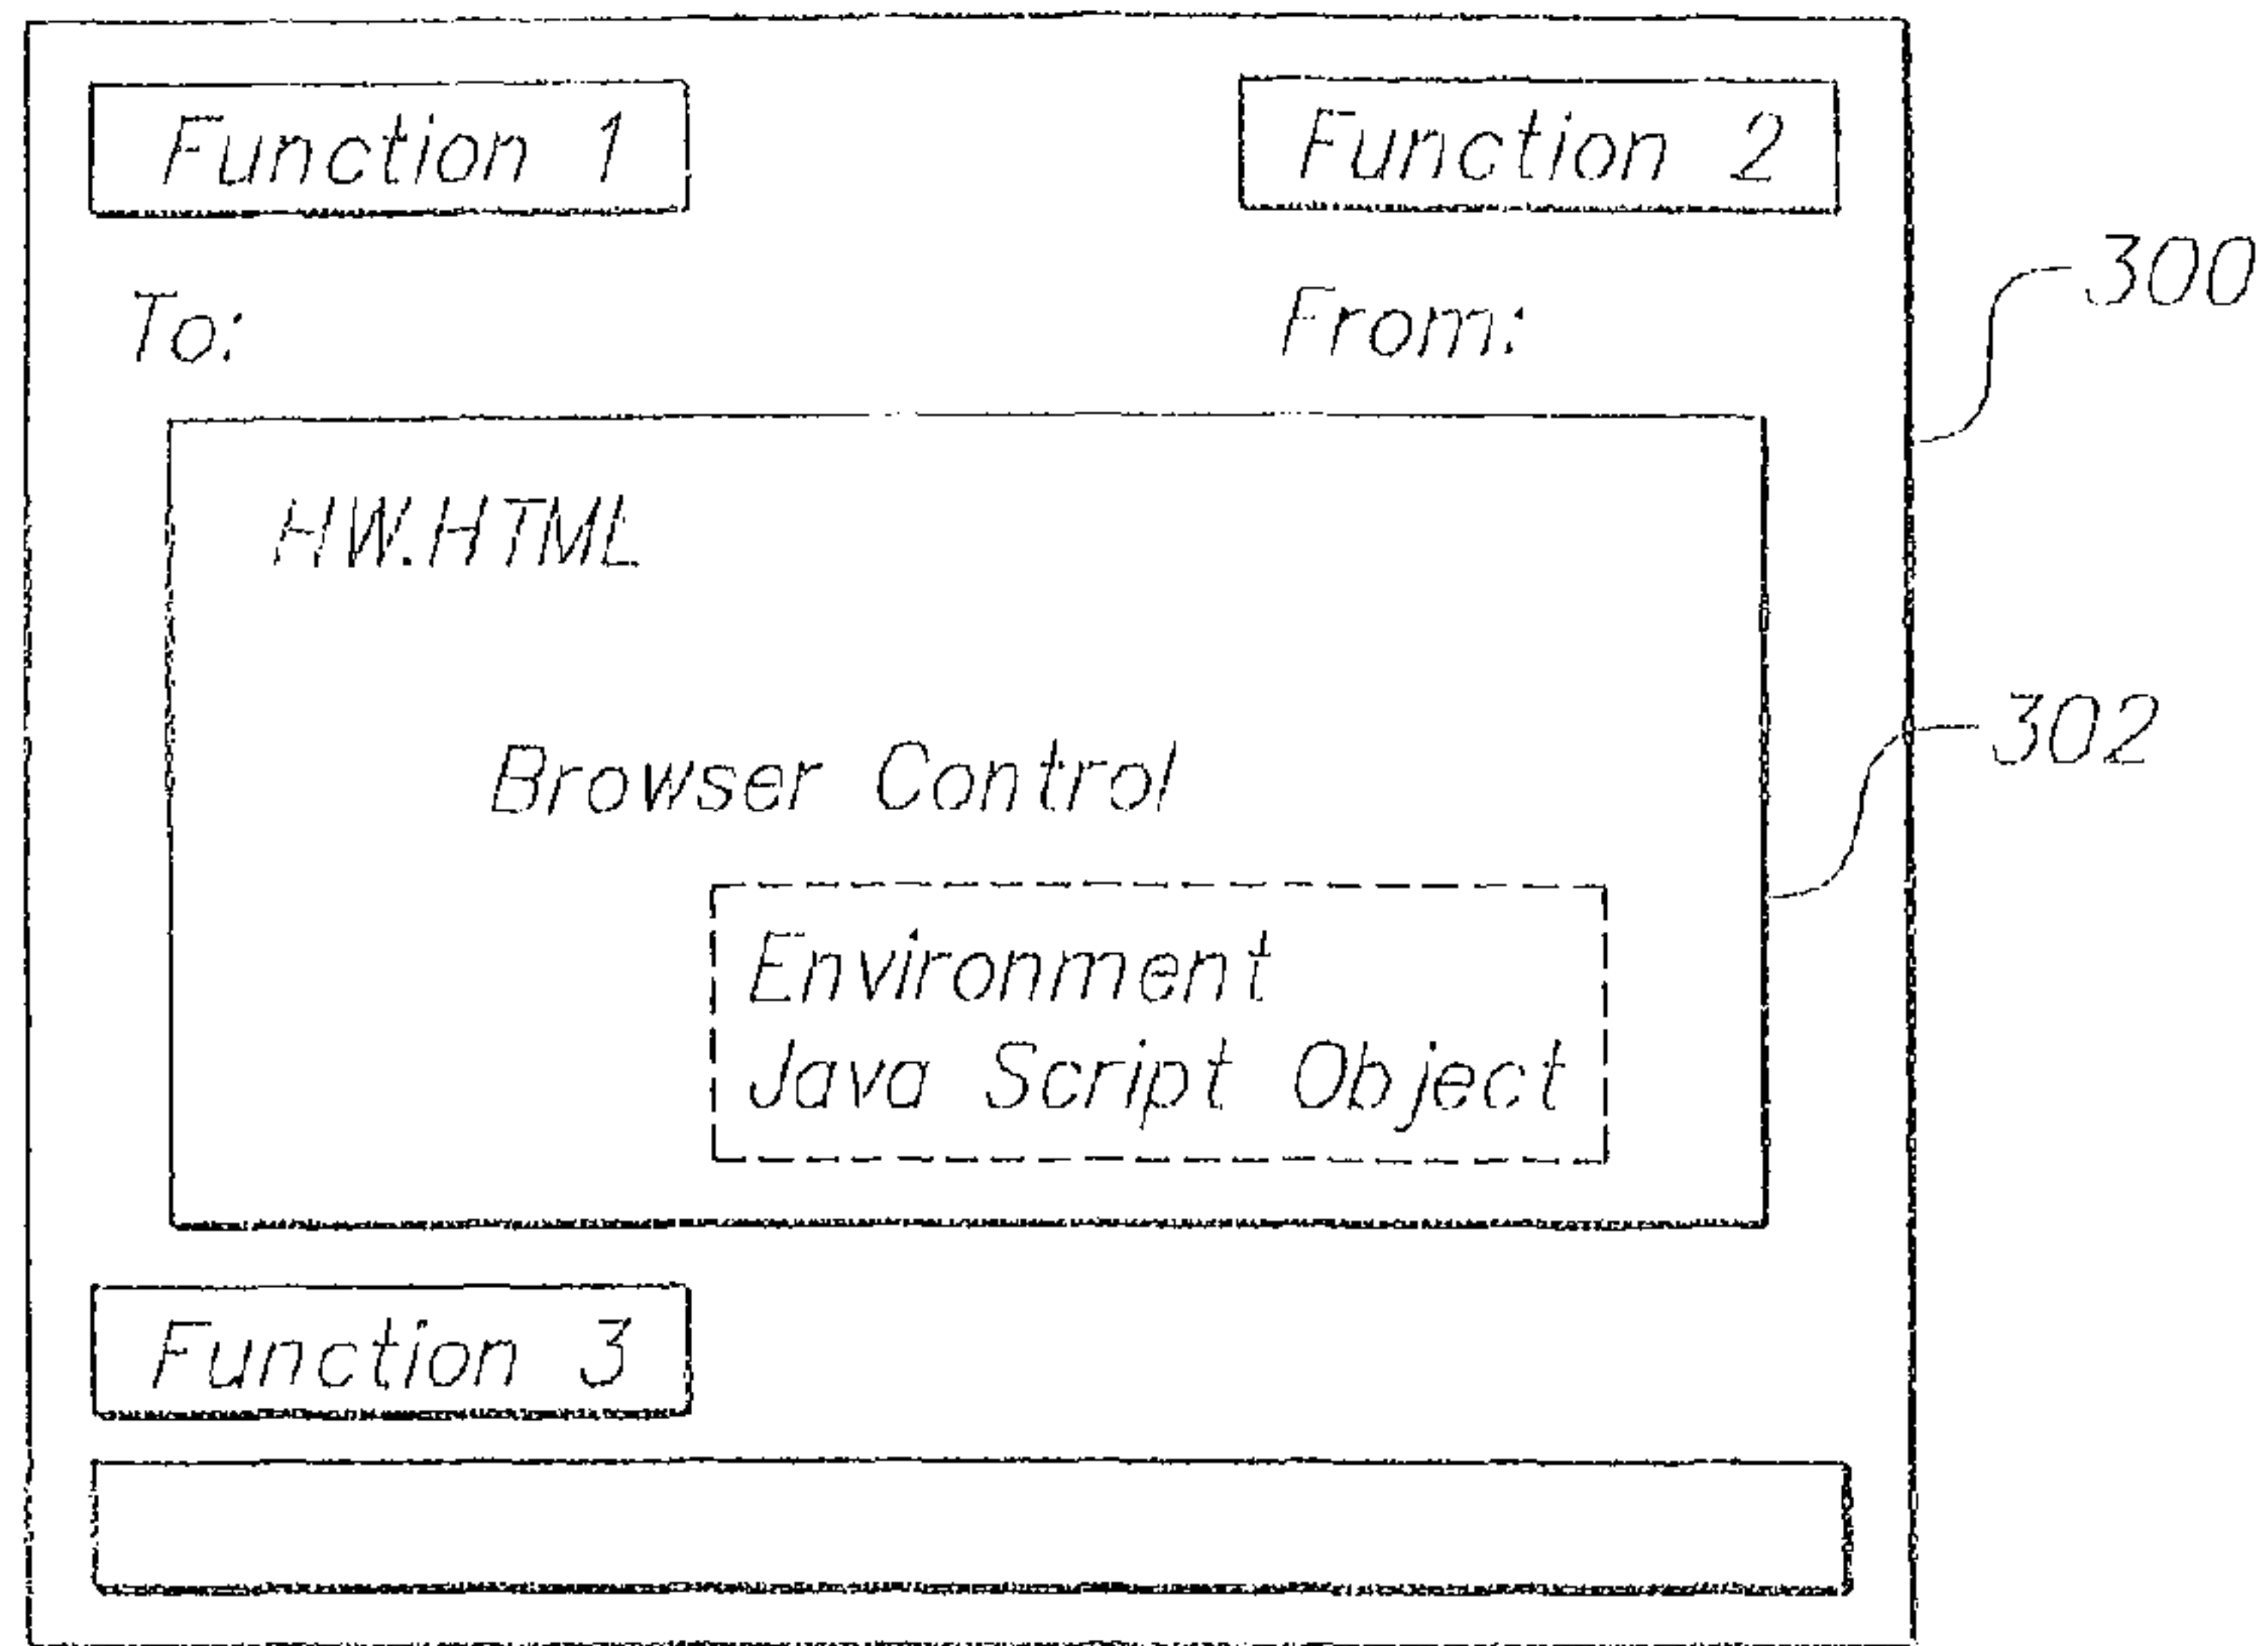 Function 1
Function 2
300
To:
From:
HW.HTML
302
Browser Control
Environment
Java Script Object
Function 3